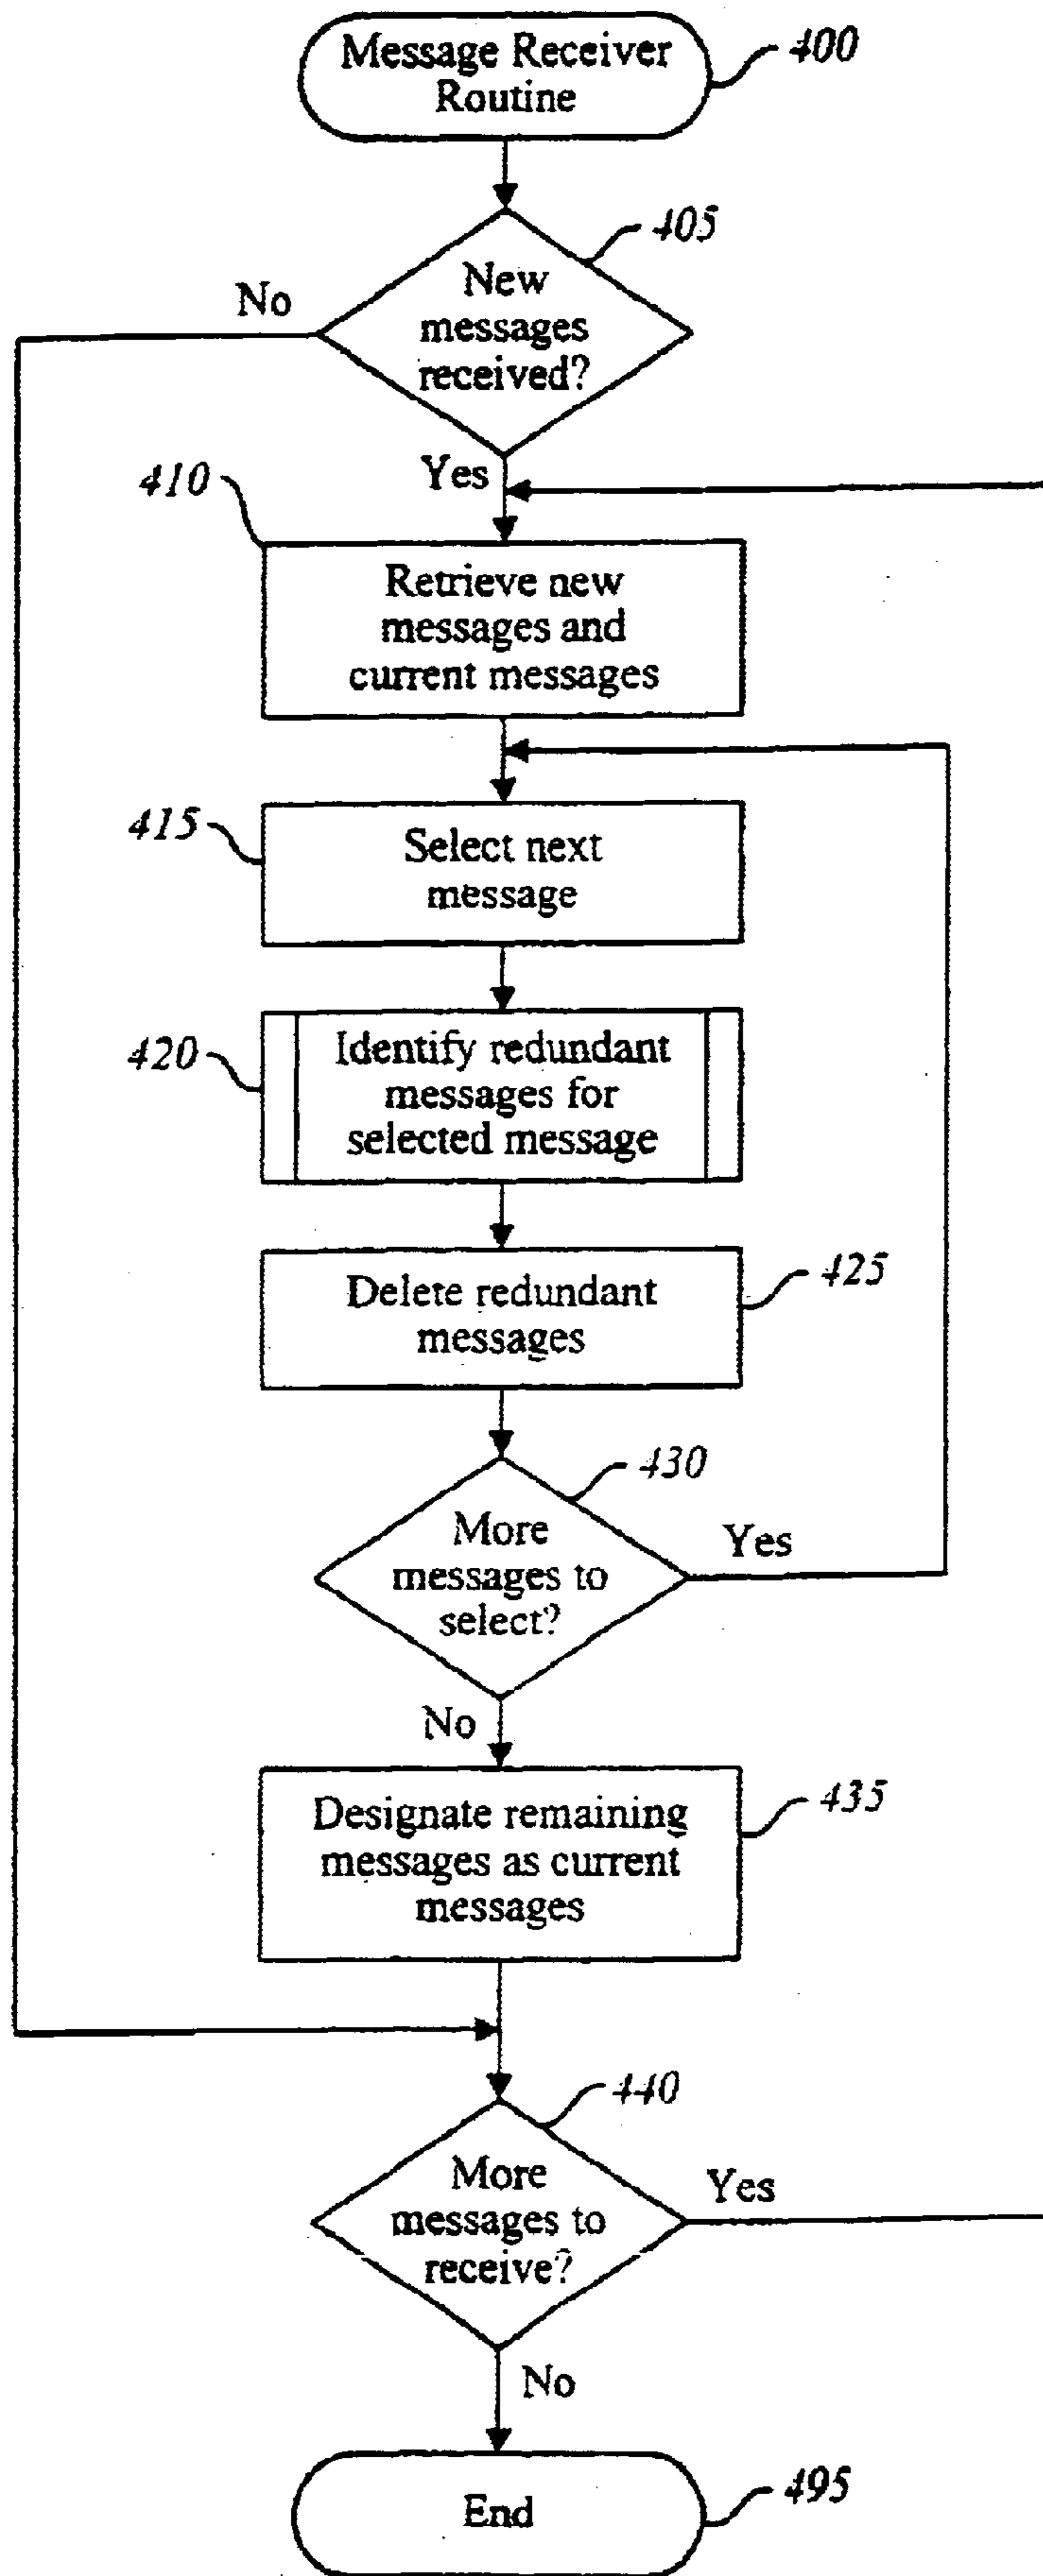 Message Receiver
Routine
400
405
New
messages
received?
No
Yes
410
Retrieve new
messages and
current messages
415
Select next
message
420
Identify redundant
messages for
selected message
Delete redundant
messages
425
430
More
messages to
select?
Yes
No
Designate remaining
messages as current
messages
435
440
More
messages to
receive?
Yes
No
End
495